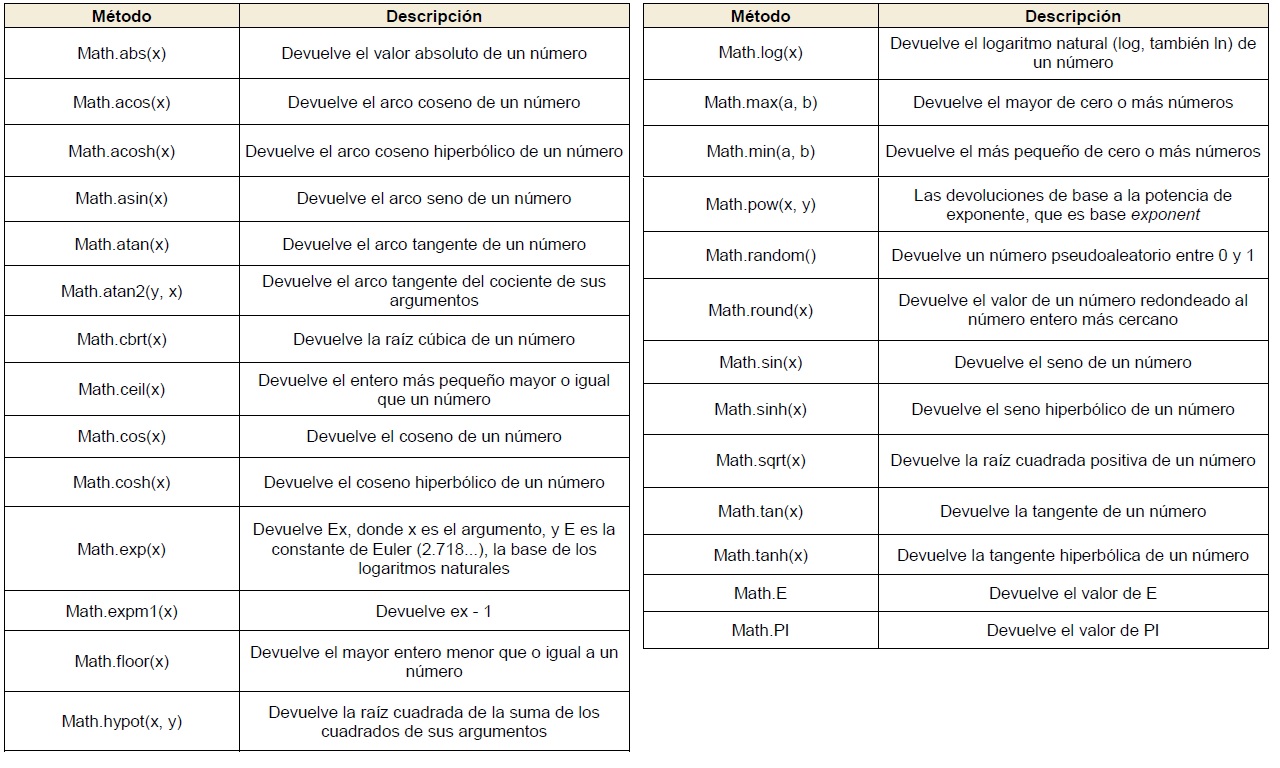 Método Descripción
Math.abs(x) Devuelve el valor absoluto de un número
Math.acos(x) Devuelve el arco coseno de un número
Math.acosh(x) Devuelve el arco coseno hiperbólico de un número
Math.asin(x) Devuelve el arco seno de un número
Math.atan(x) Devuelve el arco tangente de un número
Math.atan2(y, x) Devuelve el arco tangente del cociente de sus
argumentos
Math.cbrt(x) Devuelve la raíz cúbica de un número
Math.ceil(x) Devuelve el entero más pequeño mayor o igual
que un número
Math.cos(x) Devuelve el coseno de un número
Math.cosh(x) Devuelve el coseno hiperbólico de un número
Math.exp(x) Devuelve Ex, donde x es el argumento, y E es la
constante de Euler (2.718...), la base de los
logaritmos naturales
Math.expm1(x) Devuelve ex - 1
Math.floor(x) Devuelve el mayor entero menor que o igual a un
número
Math.hypot(x, y) Devuelve la raíz cuadrada de la suma de los
cuadrados de sus argumentos
Método Descripción
Math.log(x) Devuelve el logaritmo natural (log, también ln) de
un número
Math.max(a, b) Devuelve el mayor de cero o más números
Math.min(a, b) Devuelve el más pequeño de cero o más números
Math.pow(x, y) Las devoluciones de base a la potencia de
exponente, que es base exponent
Math.random() Devuelve un número pseudoaleatorio entre 0 y 1
Math.round(x) Devuelve el valor de un número redondeado al
número entero más cercano
Math.sin(x) Devuelve el seno de un número
Math.sinh(x) Devuelve el seno hiperbólico de un número
Math.sqrt(x) Devuelve la raíz cuadrada positiva de un número
Math.tan(x) Devuelve la tangente de un número
Math.tanh(x) Devuelve la tangente hiperbólica de un número
Math.E Devuelve el valor de E
Math.PI Devuelve el valor de PI